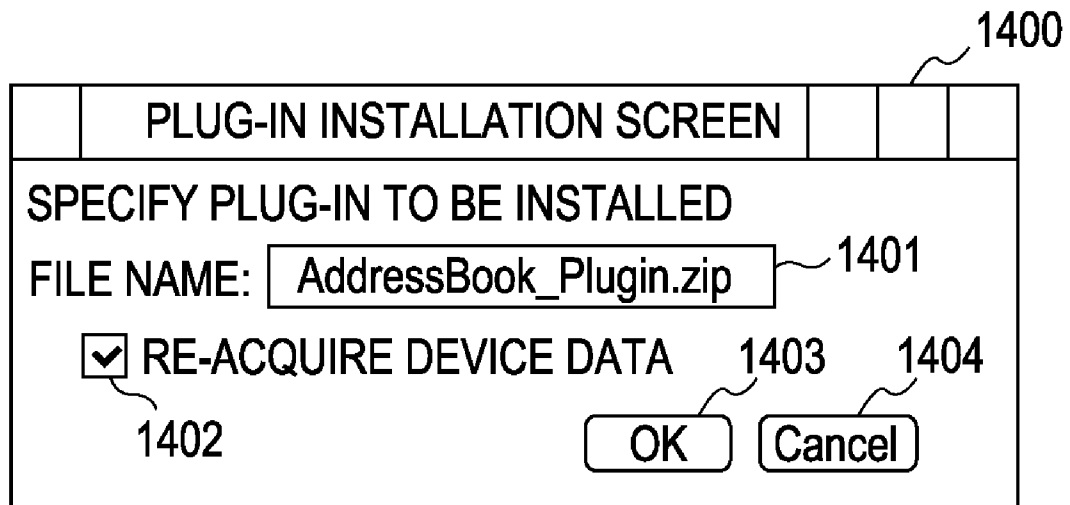 1400
PLUG-IN INSTALLATION SCREEN
SPECIFY PLUG-IN TO BE INSTALLED
FILE NAME: AddressBook_Plugin.zip 1401
RE-ACQUIRE DEVICE DATA 1403 1404
1402 OK Cancel